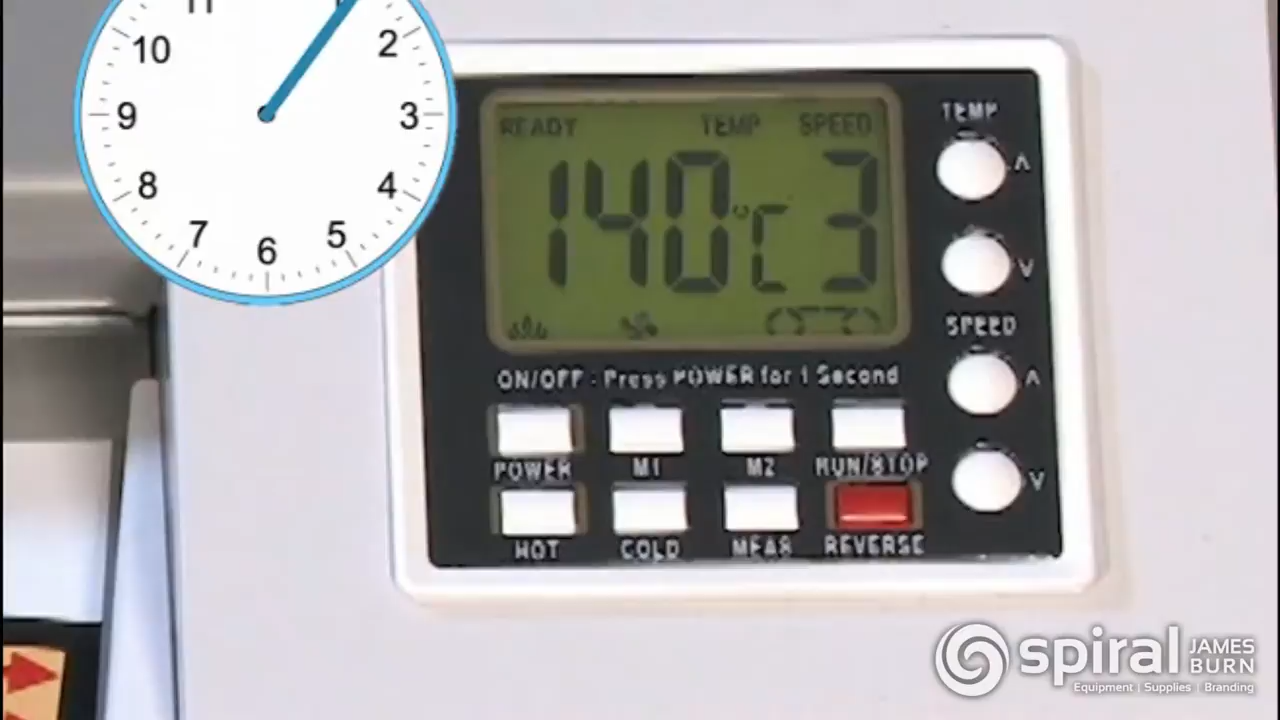 11
10
2
9
3
8
4
7
5
6
TEMP
READY TEMP SPEED
140 °C 3
SPEED
ON/OFF : Press POWER for 1 Second
POWER M1 M2 RUN/STOP
HOT COLD MEAS REVERSE
spiral JAMES BURN
Equipment | Supplies | Branding